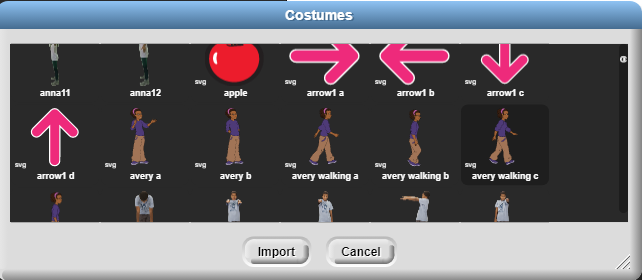 Costumes
anna11
anna12
svg
apple
svg
arrow1 a
svg
arrow1 b
svg
arrow1 c
svg
arrow1 d
svg
avery a
svg
avery b
svg
avery walking a
svg
avery walking b
svg
avery walking c
Import
Cancel